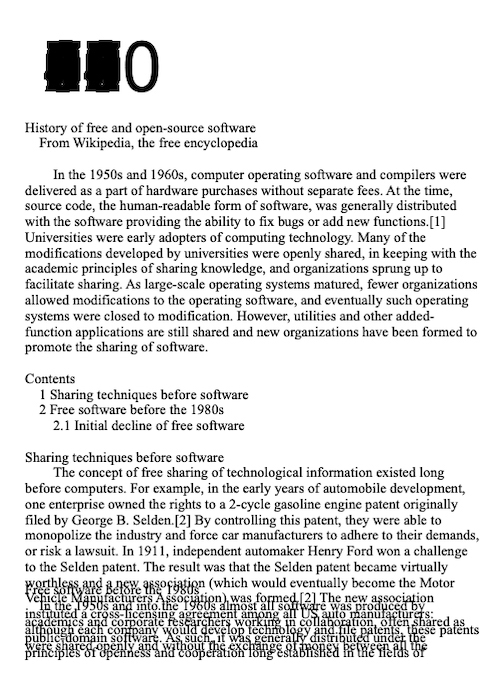 0
History of free and open-source software
From Wikipedia, the free encyclopedia
In the 1950s and 1960s, computer operating software and compilers were
delivered as a part of hardware purchases without separate fees. At the time,
source code, the human-readable form of software, was generally distributed
with the software providing the ability to fix bugs or add new functions.[1]
Universities were early adopters of computing technology. Many of the
modifications developed by universities were openly shared, in keeping with the
academic principles of sharing knowledge, and organizations sprung up to
facilitate sharing. As large-scale operating systems matured, fewer organizations
allowed modifications to the operating software, and eventually such operating
systems were closed to modification. However, utilities and other added-
function applications are still shared and new organizations have been formed to
promote the sharing of software.
Contents
1 Sharing techniques before software
2 Free software before the 1980s
2.1 Initial decline of free software
Sharing techniques before software
The concept of free sharing of technological information existed long
before computers. For example, in the early years of automobile development,
one enterprise owned the rights to a 2-cycle gasoline engine patent originally
filed by George B. Selden.[2] By controlling this patent, they were able to
monopolize the industry and force car manufacturers to adhere to their demands,
or risk a lawsuit. In 1911, independent automaker Henry Ford won a challenge
to the Selden patent. The result was that the Selden patent became virtually
worthless and a new association (which would eventually become the Motor
Free software before the 1980s
Vehicle Manufacturers Association) was formed.[2] The new association
In the 1950s and into the 1960s almost all software was produced by
instituted a cross-licensing agreement among all US auto manufacturers:
academics and corporate researchers working in collaboration, often shared as
although each company would develop technology and file patents, these patents
public-domain software. As such, it was generally distributed under the
were shared openly and without the exchange of money between all the
principles of openness and cooperation long established in the fields of